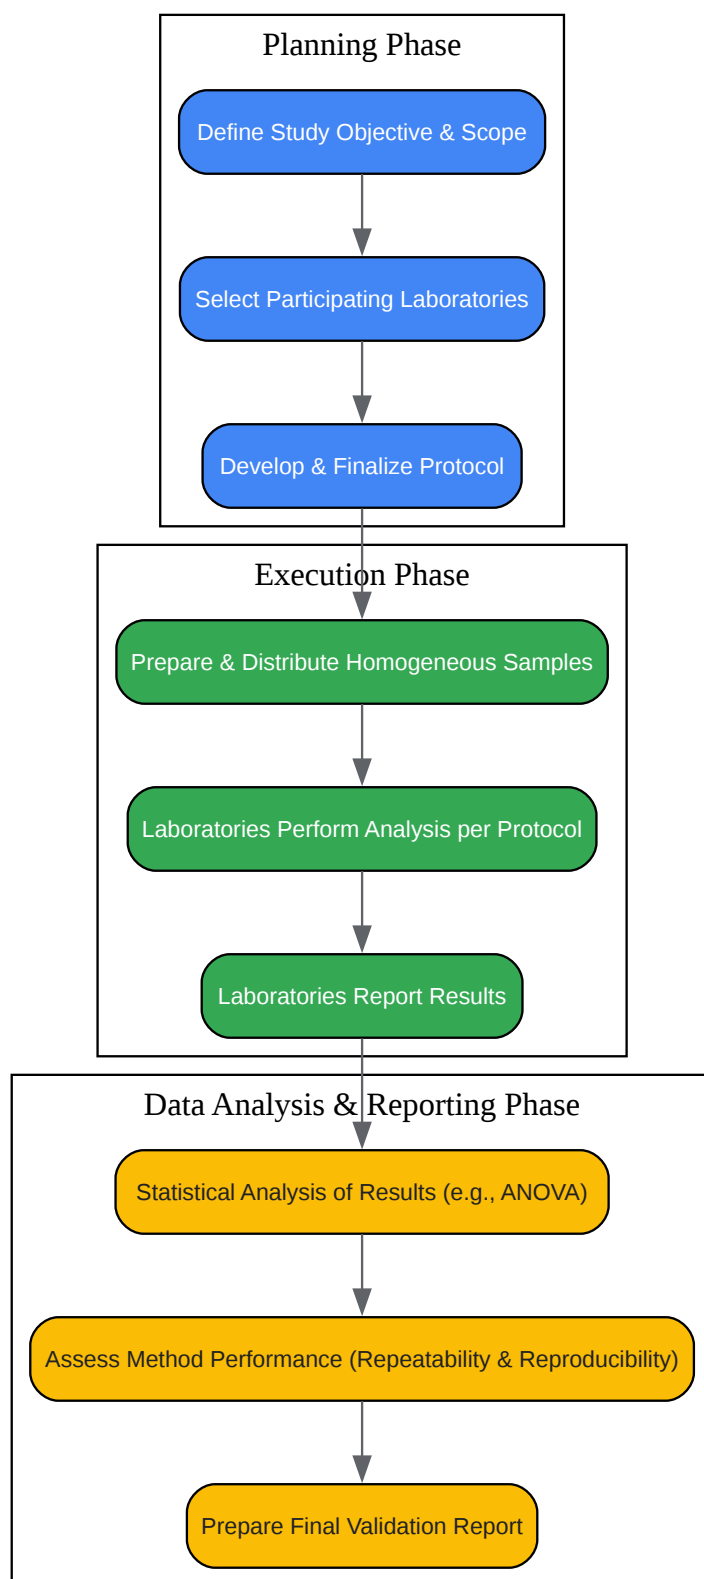 Planning Phase
Define Study Objective & Scope
Select Participating Laboratories
Develop & Finalize Protocol
Execution Phase
Prepare & Distribute Homogeneous Samples
Laboratories Perform Analysis per Protocol
Laboratories Report Results
Data Analysis & Reporting Phase
Statistical Analysis of Results (e.g., ANOVA)
Assess Method Performance (Repeatability & Reproducibility)
Prepare Final Validation Report